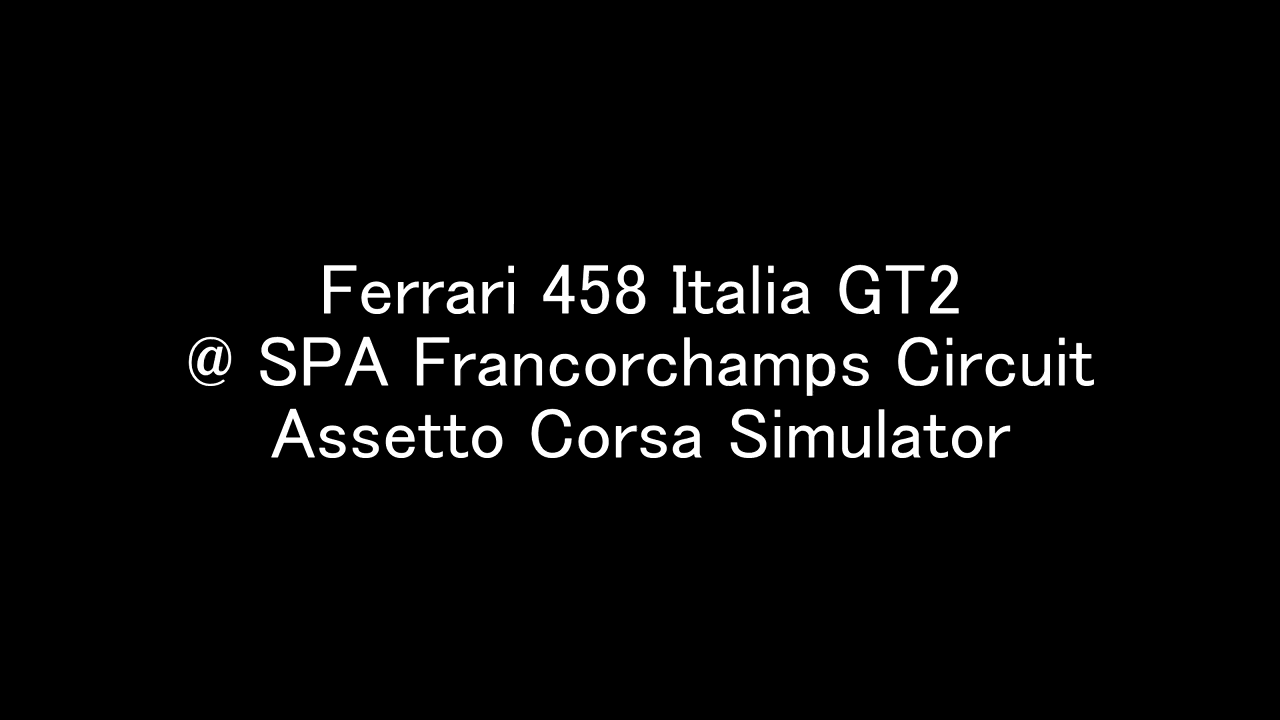 Ferrari 458 Italia GT2
@ SPA Francorchamps Circuit
Assetto Corsa Simulator